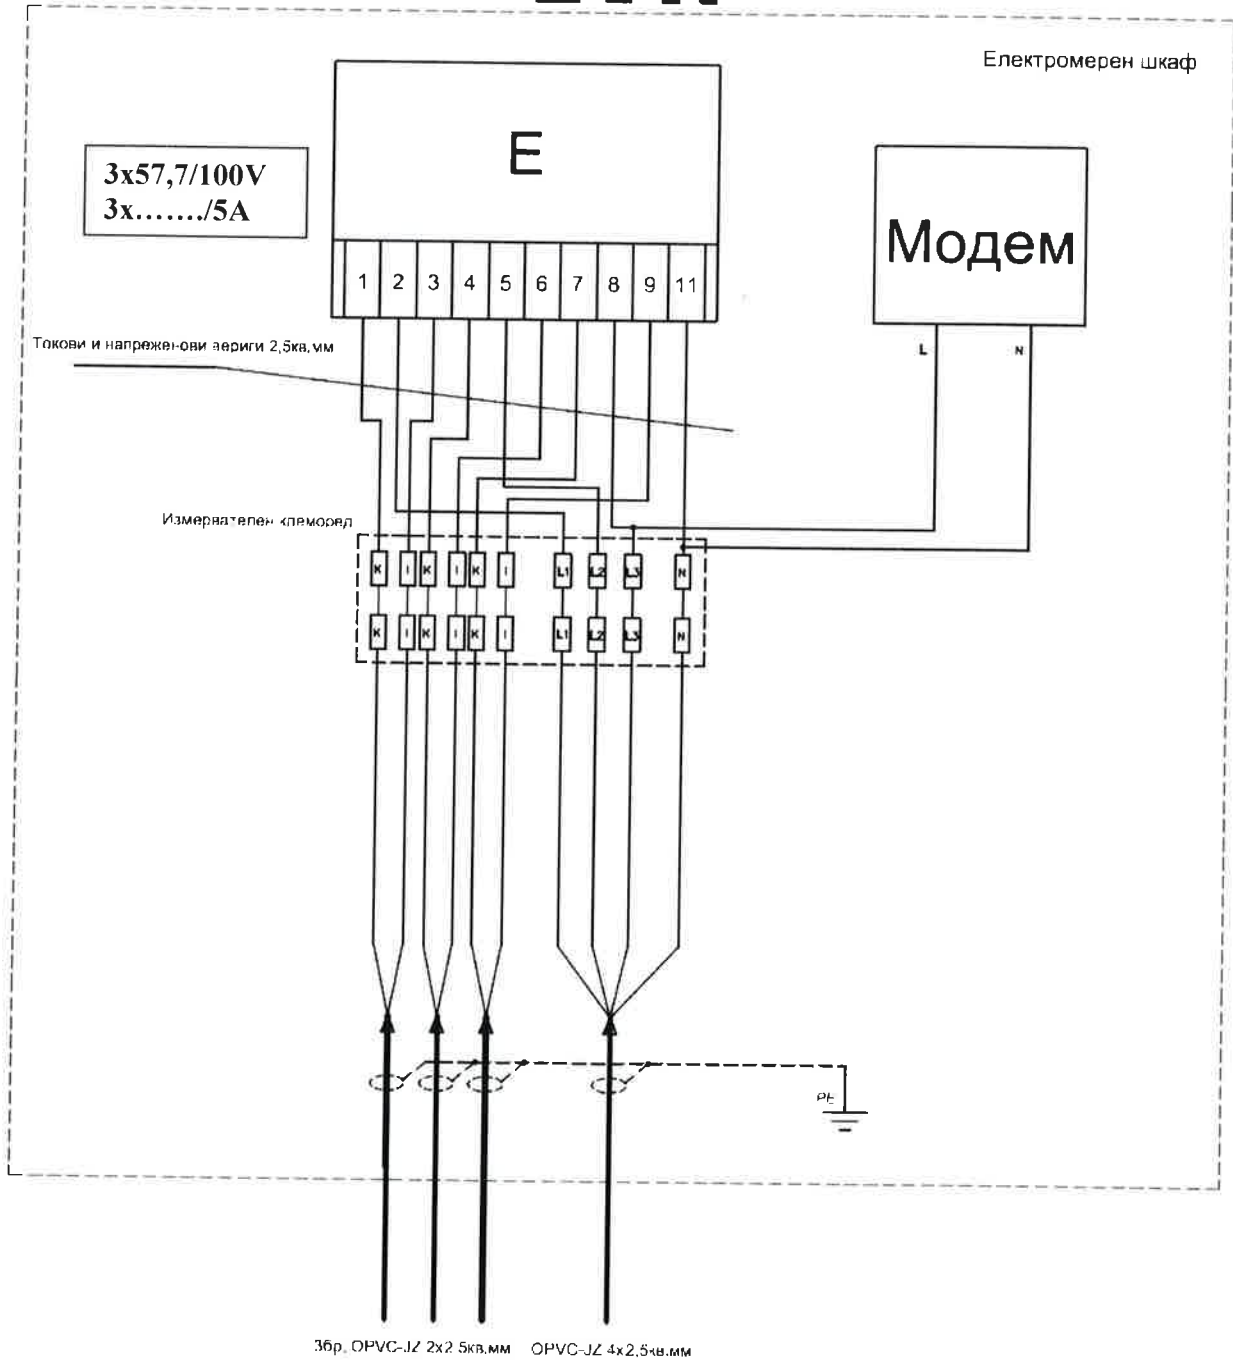 Електромерен шкаф
E
3x57,7/100V
3x……./5A
Модем
1 2 3 4 5 6 7 8 9 11
Токови и напреженови вериги 2,5кв,мм
L N
Измервателен клеморед
K I K I K I L1 L2 L3 N
K I K I K I L1 L2 L3 N
PE
3бр, OPVC-JZ 2x2 5кв,мм OPVC-JZ 4x2,5кв,мм